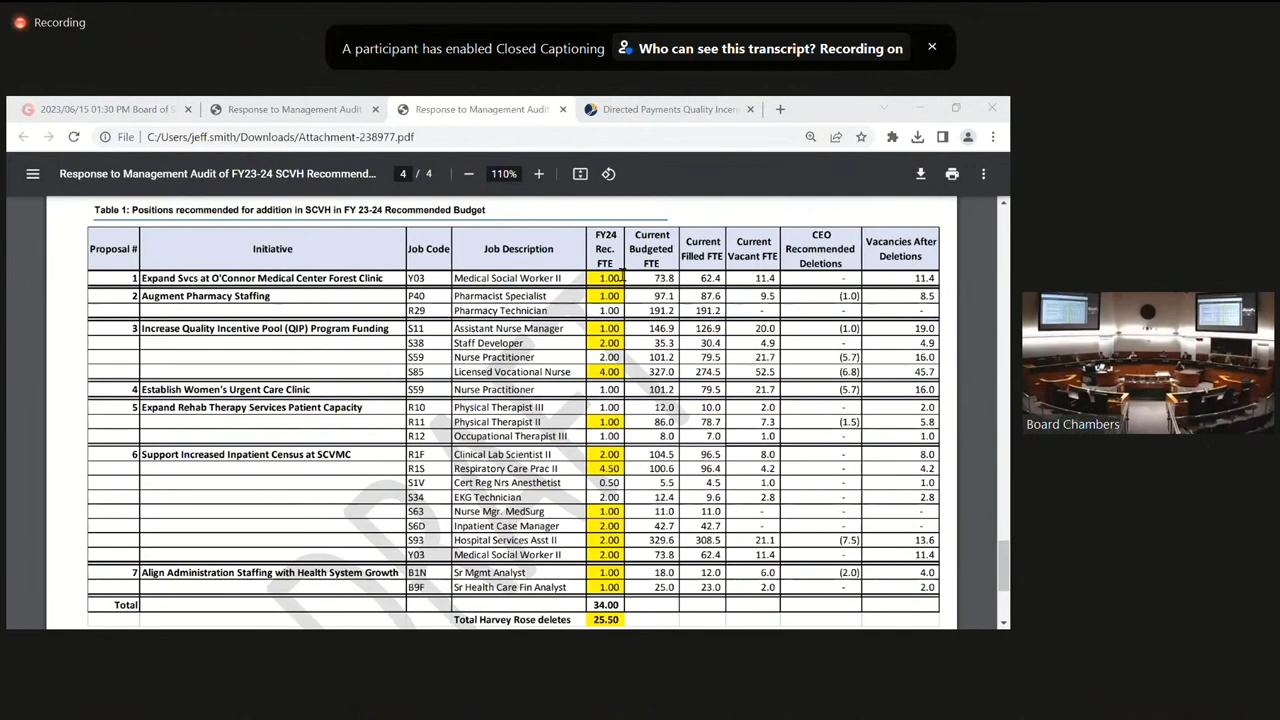 Recording
A participant has enabled Closed Captioning Who can see this transcript? Recording on
2023/06/15 01:30 PM Board of S Response to Management Audit Response to Management Audit Directed Payments Quality Incen
File C:/Users/jeff.smith/Downloads/Attachment-238977.pdf
Response to Management Audit of FY23-24 SCVH Recommend... 4 / 4 110%
Table 1: Positions recommended for addition in SCVH in FY 23-24 Recommended Budget
Proposal # Initiative Job Code Job Description FY24 Rec. FTE Current Budgeted FTE Current Filled FTE Current Vacant FTE CEO Recommended Deletions Vacancies After Deletions
1 Expand Svcs at O'Connor Medical Center Forest Clinic Y03 Medical Social Worker II 1.00 73.8 62.4 11.4 - 11.4
2 Augment Pharmacy Staffing P40 Pharmacist Specialist 1.00 97.1 87.6 9.5 (1.0) 8.5
R29 Pharmacy Technician 1.00 191.2 191.2 - - -
3 Increase Quality Incentive Pool (QIP) Program Funding S11 Assistant Nurse Manager 1.00 146.9 126.9 20.0 (1.0) 19.0
S38 Staff Developer 2.00 35.3 30.4 4.9 - 4.9
S59 Nurse Practitioner 2.00 101.2 79.5 21.7 (5.7) 16.0
S85 Licensed Vocational Nurse 4.00 327.0 274.5 52.5 (6.8) 45.7
4 Establish Women's Urgent Care Clinic S59 Nurse Practitioner 1.00 101.2 79.5 21.7 (5.7) 16.0
5 Expand Rehab Therapy Services Patient Capacity R10 Physical Therapist III 1.00 12.0 10.0 2.0 - 2.0
R11 Physical Therapist II 1.00 86.0 78.7 7.3 (1.5) 5.8
R12 Occupational Therapist III 1.00 8.0 7.0 1.0 - 1.0
6 Support Increased Inpatient Census at SCVMC R1F Clinical Lab Scientist II 2.00 104.5 96.5 8.0 - 8.0
R1S Respiratory Care Prac II 4.50 100.6 96.4 4.2 - 4.2
S1V Cert Reg Nrs Anesthetist 0.50 5.5 4.5 1.0 - 1.0
S34 EKG Technician 2.00 12.4 9.6 2.8 - 2.8
S63 Nurse Mgr. MedSurg 1.00 11.0 11.0 - - -
S6D Inpatient Case Manager 2.00 42.7 42.7 - - -
S93 Hospital Services Asst II 2.00 329.6 308.5 21.1 (7.5) 13.6
Y03 Medical Social Worker II 2.00 73.8 62.4 11.4 - 11.4
7 Align Administration Staffing with Health System Growth B1N Sr Mgmt Analyst 1.00 18.0 12.0 6.0 (2.0) 4.0
B9F Sr Health Care Fin Analyst 1.00 25.0 23.0 2.0 - 2.0
Total 34.00
Total Harvey Rose deletes 25.50
DRAFT
Board Chambers